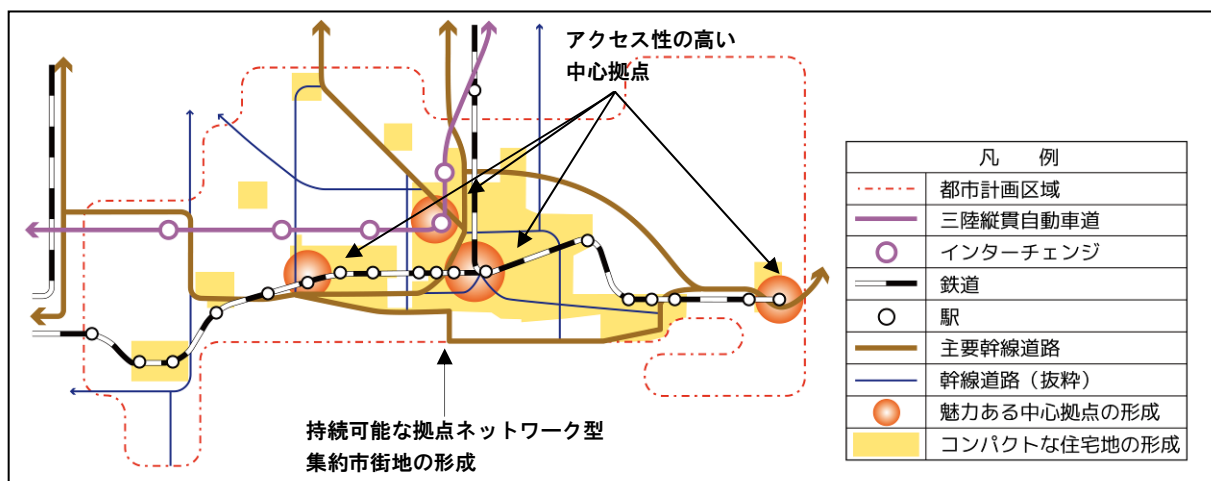 アクセス性の高い
中心拠点
持続可能な拠点ネットワーク型
集約市街地の形成
凡 例
都市計画区域
三陸縦貫自動車道
インターチェンジ
鉄道
駅
主要幹線道路
幹線道路（抜粋）
魅力ある中心拠点の形成
コンパクトな住宅地の形成